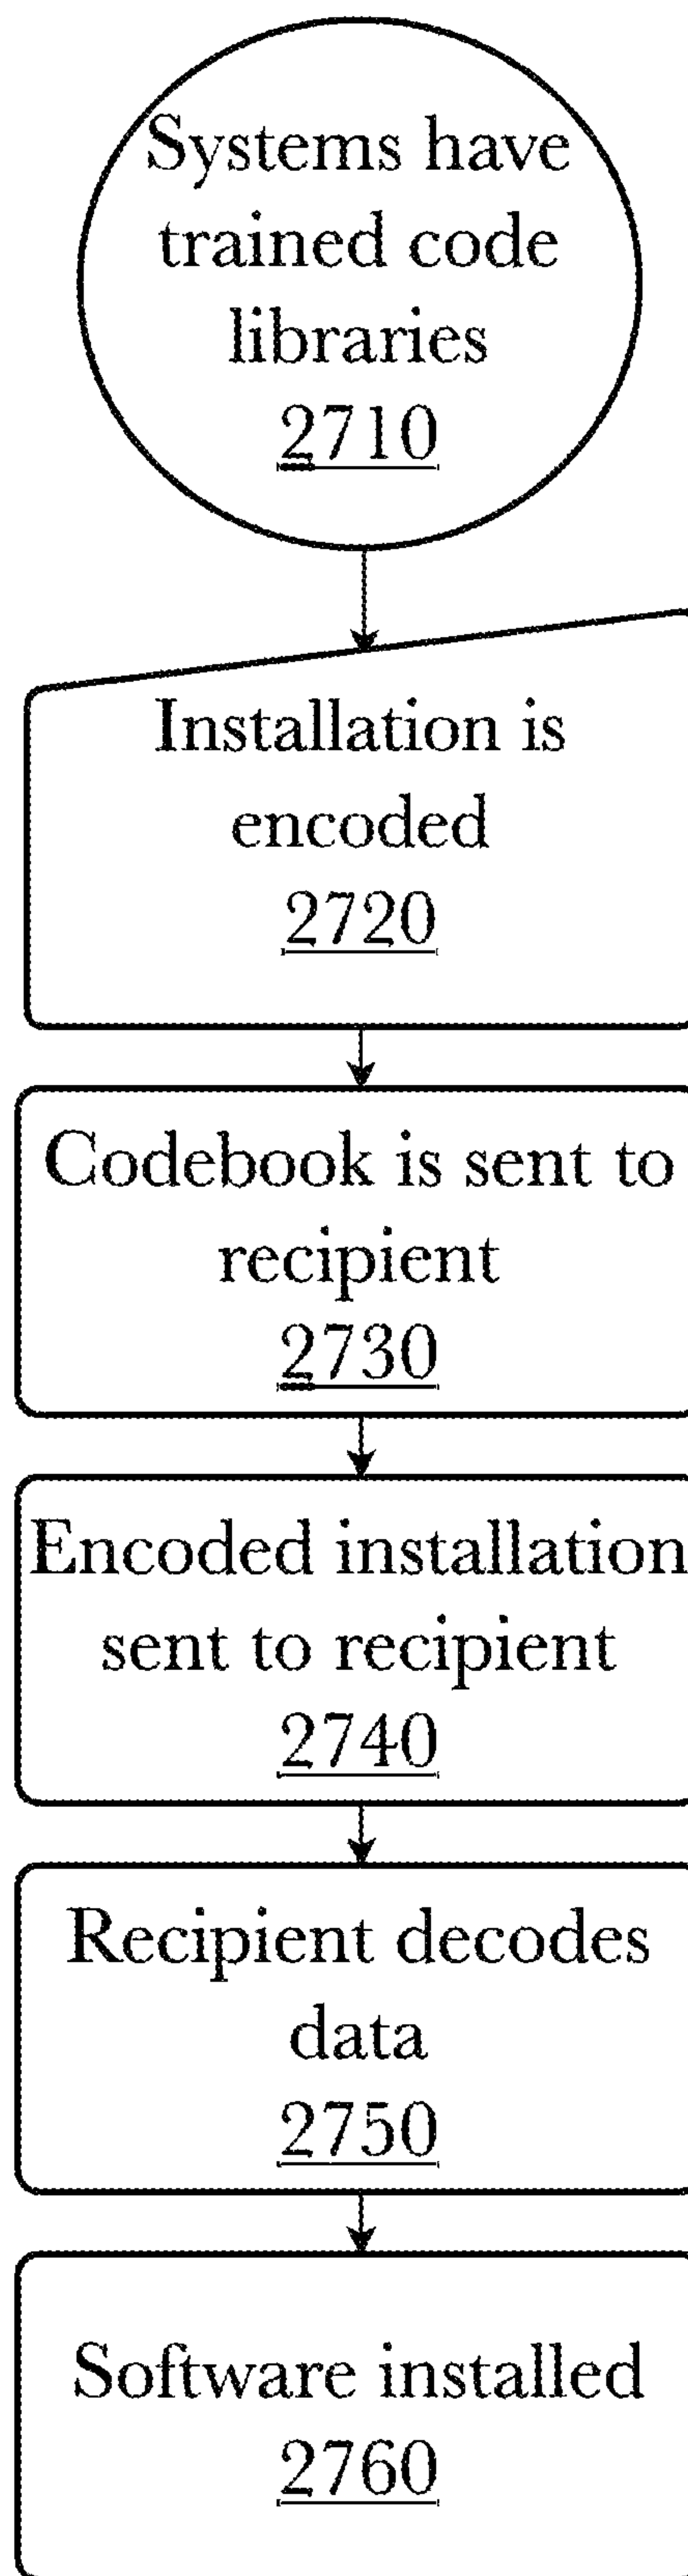 Systems have
trained code
libraries
2710
Installation is
encoded
2720
Codebook is sent to
recipient
2730
Encoded installation
sent to recipient
2740
Recipient decodes
data
2750
Software installed
2760